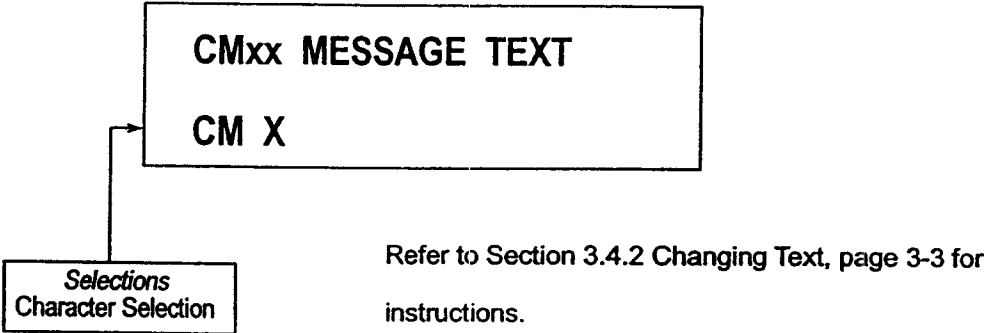 CMxx MESSAGE TEXT
CM X
Selections
Character Selection
Refer to Section 3.4.2 Changing Text, page 3-3 for
instructions.